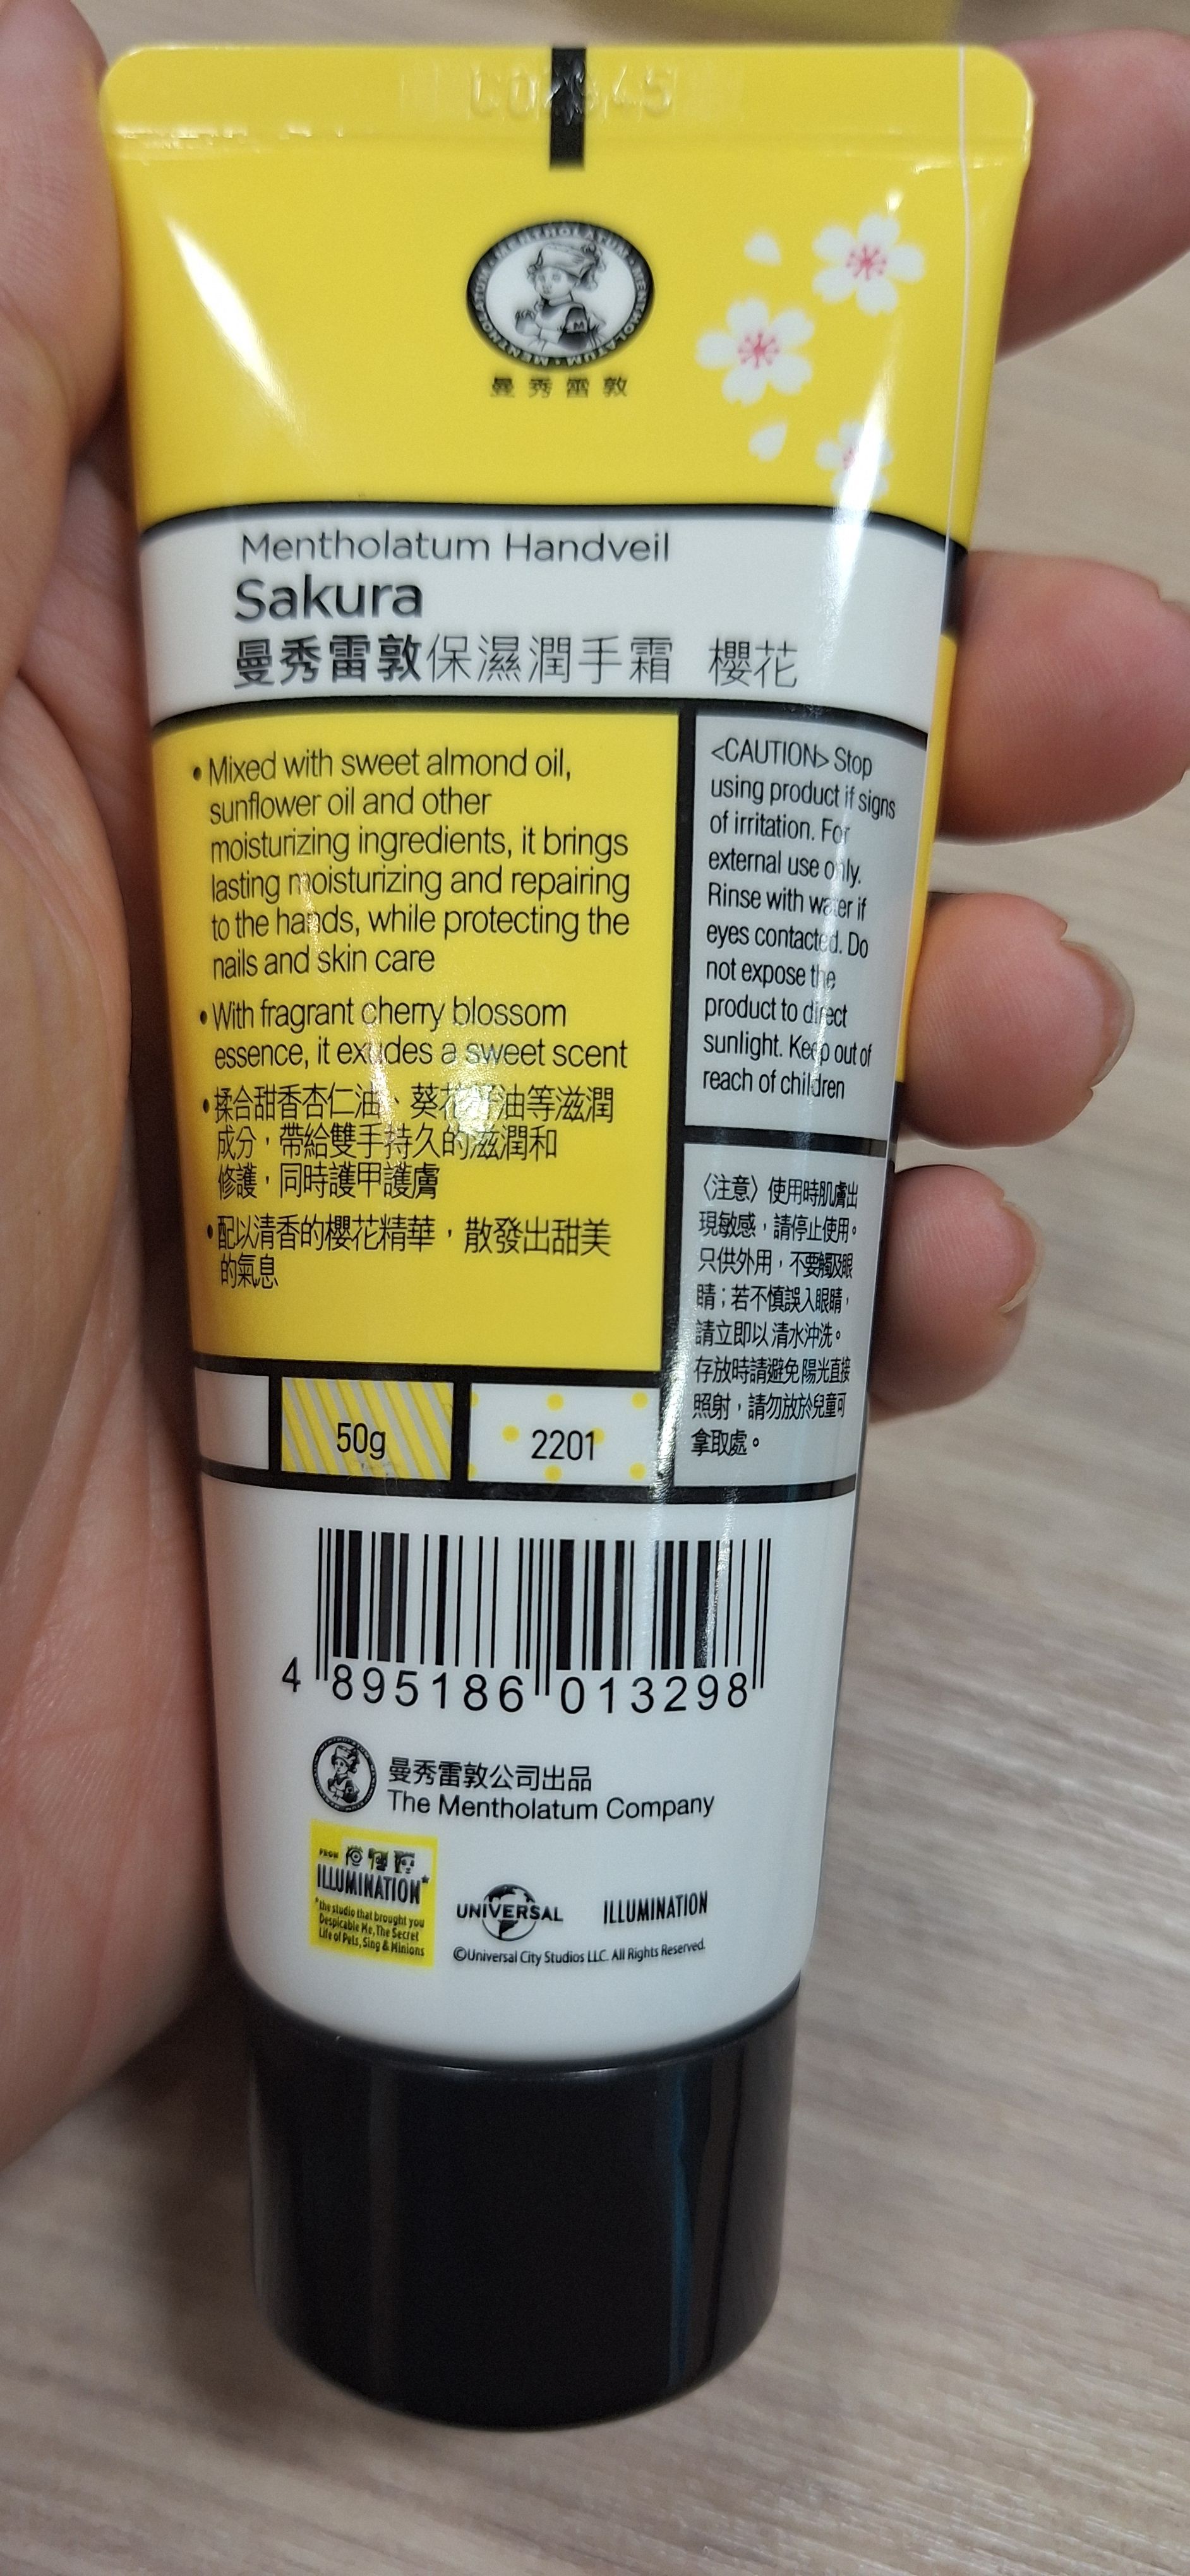 MENTHOLATUM • MENTHOLATUM • MENTHOLATUM
M
曼秀雷敦
Mentholatum Handveil
Sakura
曼秀雷敦保濕潤手霜 櫻花
• Mixed with sweet almond oil,
sunflower oil and other
moisturizing ingredients, it brings
lasting moisturizing and repairing
to the hands, while protecting the
nails and skin care
• With fragrant cherry blossom
essence, it exudes a sweet scent
• 揉合甜香杏仁油、葵花籽油等滋潤
成分，帶給雙手持久的滋潤和
修護，同時護甲護膚
• 配以清香的櫻花精華，散發出甜美
的氣息
<CAUTION> Stop
using product if signs
of irritation. For
external use only.
Rinse with water if
eyes contacted. Do
not expose the
product to direct
sunlight. Keep out of
reach of children
〈注意〉使用時肌膚出
現敏感，請停止使用。
只供外用，不要觸及眼
睛；若不慎誤入眼睛，
請立即以清水沖洗。
存放時請避免陽光直接
照射，請勿放於兒童可
拿取處。
50g
2201
4 895186 013298
曼秀雷敦公司出品
The Mentholatum Company
FROM
ILLUMINATION*
*the studio that brought you
Despicable Me, The Secret
Life of Pets, Sing & Minions
UNIVERSAL
ILLUMINATION
©Universal City Studios LLC. All Rights Reserved.